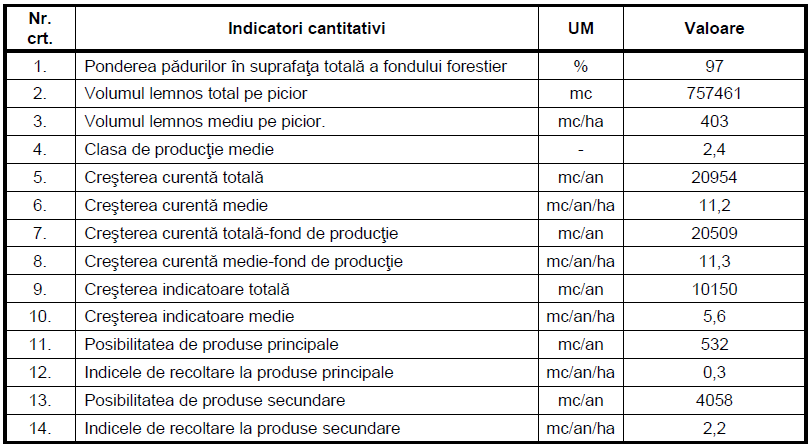 Nr. crt. Indicatori cantitativi UM Valoare
1. Ponderea pădurilor în suprafaţa totală a fondului forestier % 97
2. Volumul lemnos total pe picior mc 757461
3. Volumul lemnos mediu pe picior. mc/ha 403
4. Clasa de producţie medie - 2,4
5. Creşterea curentă totală mc/an 20954
6. Creşterea curentă medie mc/an/ha 11,2
7. Creşterea curentă totală-fond de producţie mc/an 20509
8. Creşterea curentă medie-fond de producţie mc/an/ha 11,3
9. Creşterea indicatoare totală mc/an 10150
10. Creşterea indicatoare medie mc/an/ha 5,6
11. Posibilitatea de produse principale mc/an 532
12. Indicele de recoltare la produse principale mc/an/ha 0,3
13. Posibilitatea de produse secundare mc/an 4058
14. Indicele de recoltare la produse secundare mc/an/ha 2,2